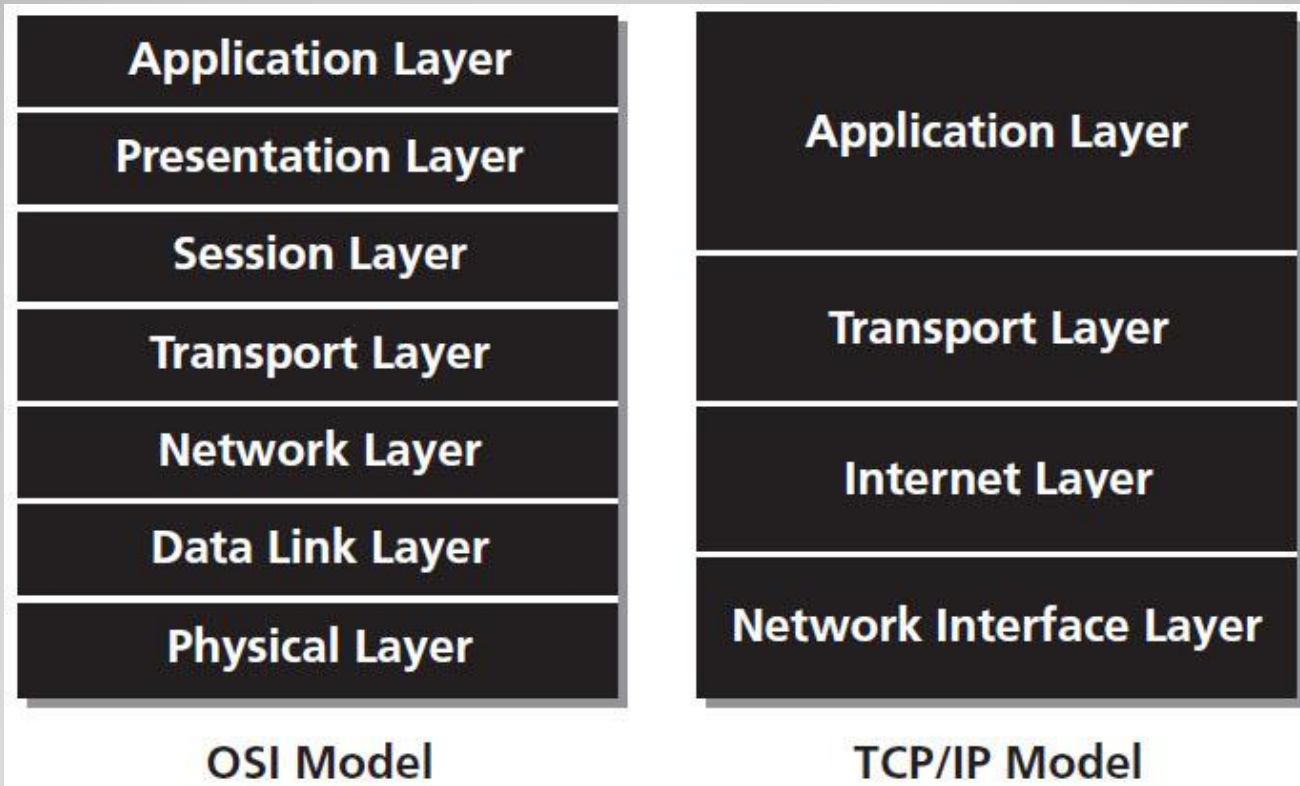 Application Layer
Presentation Layer
Session Layer
Transport Layer
Network Layer
Data Link Layer
Physical Layer
OSI Model
Application Layer
Transport Layer
Internet Layer
Network Interface Layer
TCP/IP Model